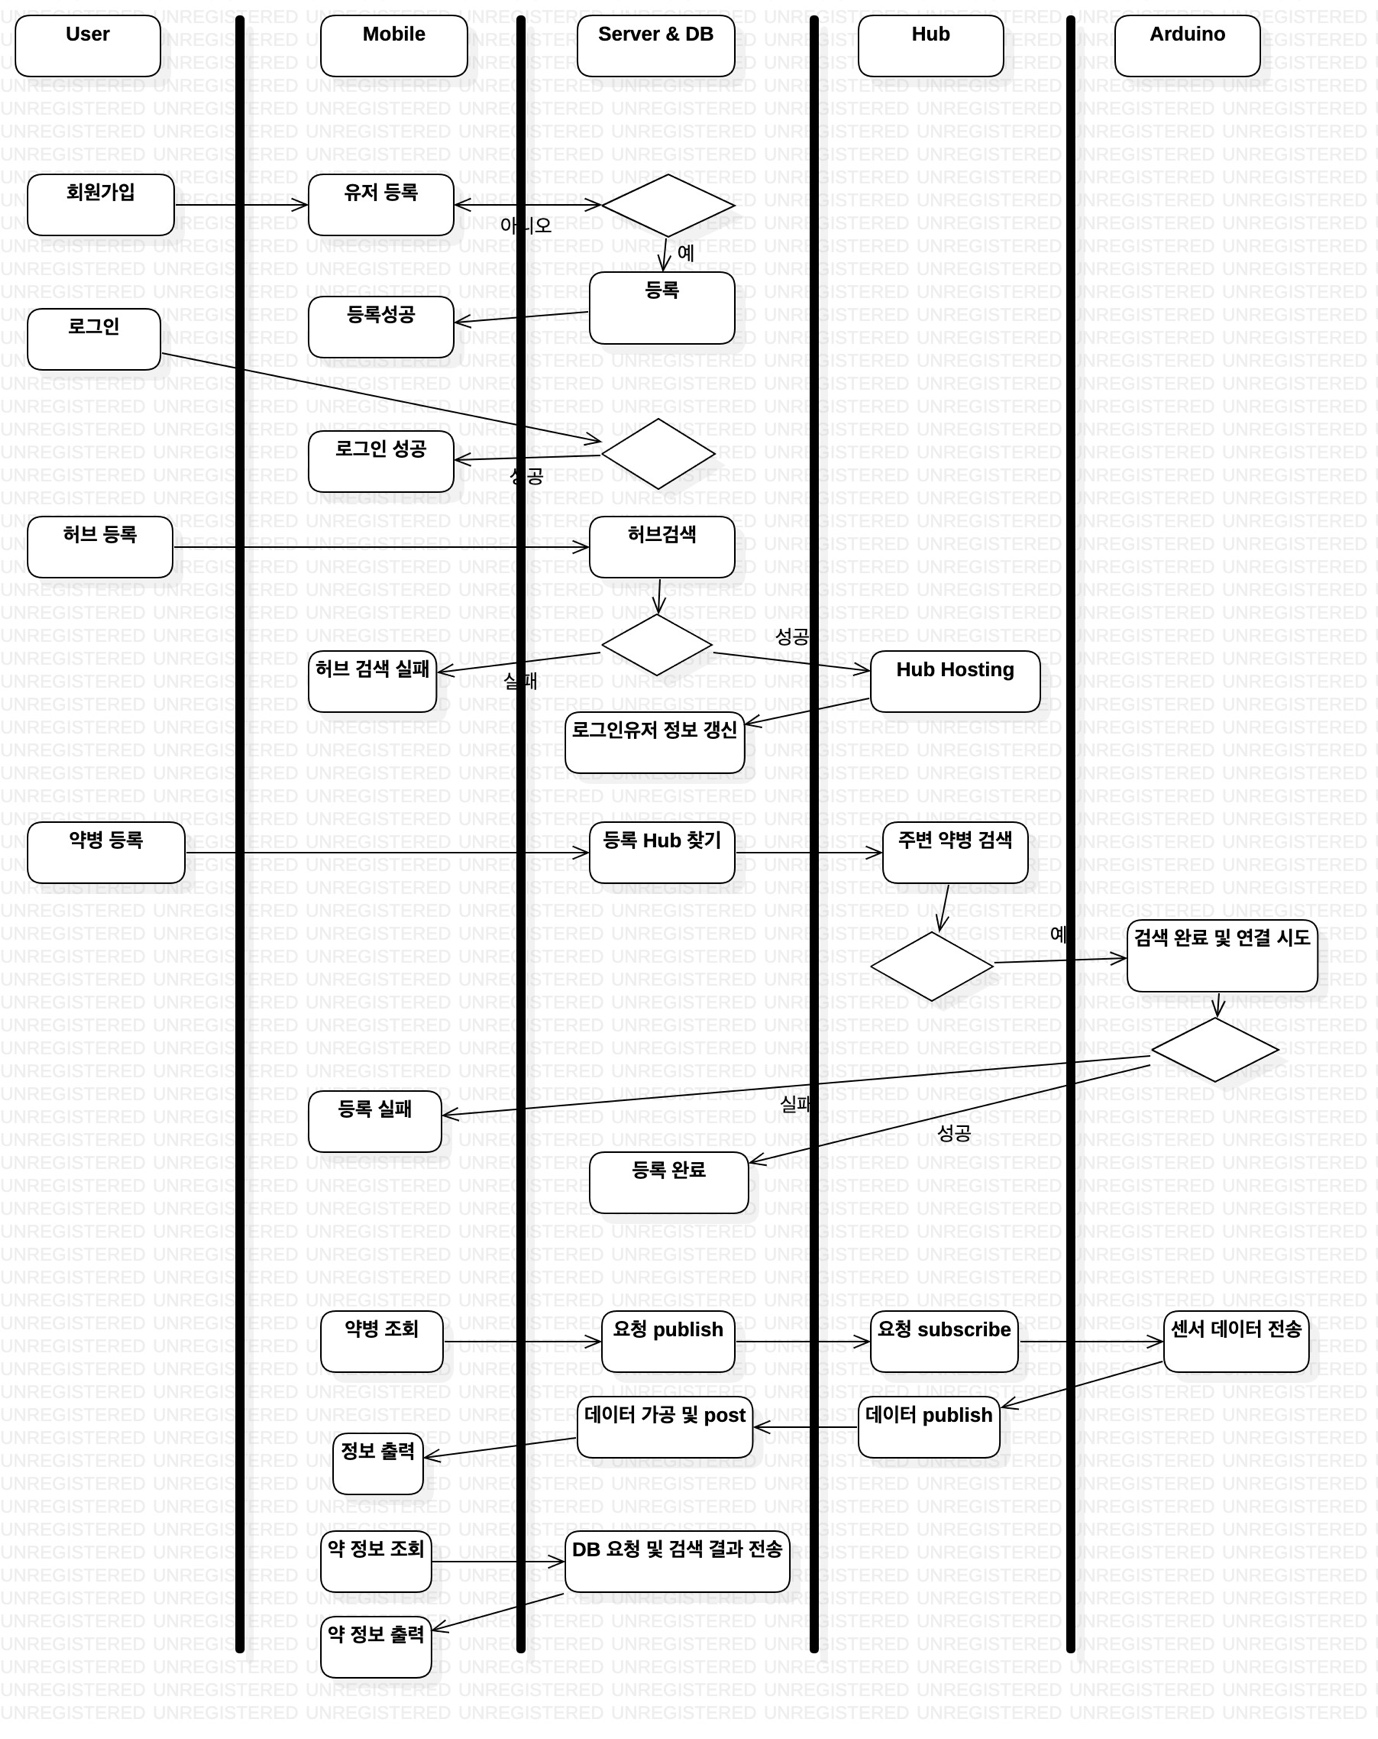 User
Mobile
Server & DB
Hub
Arduino
회원가입
유저 등록
아니오
예
등록
등록성공
로그인
로그인 성공
성공
허브 등록
허브검색
성공
허브 검색 실패
실패
Hub Hosting
로그인유저 정보 갱신
약병 등록
등록 Hub 찾기
주변 약병 검색
예
검색 완료 및 연결 시도
등록 실패
실패
성공
등록 완료
약병 조회
요청 publish
요청 subscribe
센서 데이터 전송
데이터 가공 및 post
데이터 publish
정보 출력
약 정보 조회
DB 요청 및 검색 결과 전송
약 정보 출력